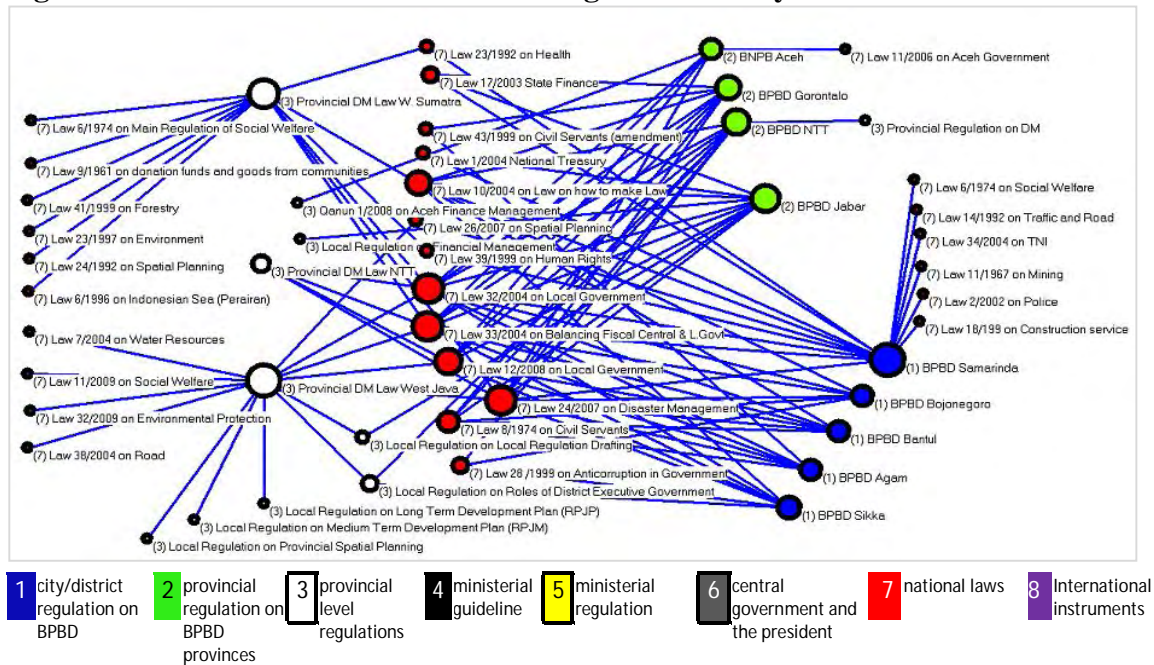 (7) Law 23/1992 on Health
(2) BNPB Aceh
(7) Law 11/2006 on Aceh Government
(7) Law 17/2003 State Finance
(3) Provincial DM Law W. Sumatra
(2) BPBD Gorontalo
(7) Law 6/1974 on Main Regulation of Social Welfare
(7) Law 43/1999 on Civil Servants (amendment)
(2) BPBD NTT
(3) Provincial Regulation on DM
(7) Law 1/2004 National Treasury
(7) Law 9/1961 on donation funds and goods from communities
(7) Law 10/2004 on Law on how to make Law
(7) Law 6/1974 on Social Welfare
(7) Law 41/1999 on Forestry
(3) Qanun 1/2008 on Aceh Finance Management
(2) BPBD Jabar
(7) Law 14/1992 on Traffic and Road
(7) Law 26/2007 on Spatial Planning
(7) Law 23/1997 on Environment
(3) Local Regulation on Financial Management
(7) Law 34/2004 on TNI
(7) Law 39/1999 on Human Rights
(7) Law 24/1992 on Spatial Planning
(3) Provincial DM Law NTT
(7) Law 11/1967 on Mining
(7) Law 6/1996 on Indonesian Sea (Perairan)
(7) Law 32/2004 on Local Government
(7) Law 2/2002 on Police
(7) Law 7/2004 on Water Resources
(7) Law 33/2004 on Balancing Fiscal Central & L.Govt
(7) Law 18/199 on Construction service
(7) Law 12/2008 on Local Government
(1) BPBD Samarinda
(7) Law 11/2009 on Social Welfare
(3) Provincial DM Law West Java
(7) Law 24/2007 on Disaster Management
(1) BPBD Bojonegoro
(7) Law 32/2009 on Environmental Protection
(7) Law 8/1974 on Civil Servants
(1) BPBD Bantul
(3) Local Regulation on Local Regulation Drafting
(7) Law 38/2004 on Road
(7) Law 28 /1999 on Anticorruption in Government
(1) BPBD Agam
(3) Local Regulation on Roles of District Executive Government
(3) Local Regulation on Long Term Development Plan (RPJP)
(1) BPBD Sikka
(3) Local Regulation on Medium Term Development Plan (RPJM)
(3) Local Regulation on Provincial Spatial Planning
1 city/district
regulation on
BPBD
2 provincial
regulation on
BPBD
provinces
3 provincial
level
regulations
4 ministerial
guideline
5 ministerial
regulation
6 central
government and
the president
7 national laws
8 International
instruments